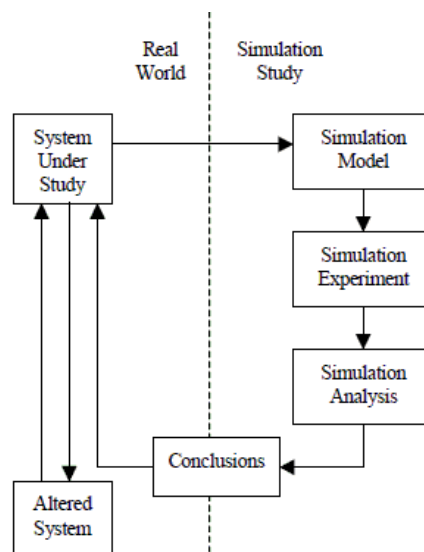 Real
World
Simulation
Study
System
Under
Study
Simulation
Model
Simulation
Experiment
Simulation
Analysis
Conclusions
Altered
System